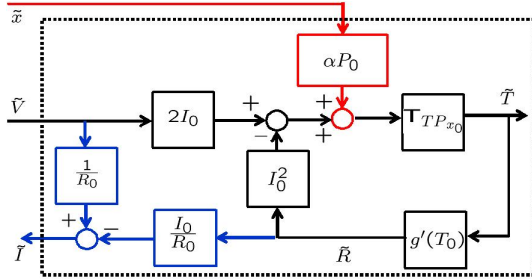 x̃
αP₀
Ṽ
2I₀
+
−
+
+
T_{TP_{x₀}}
T̃
1/R₀
I₀²
+
−
Ĩ
I₀/R₀
R̃
g′(T₀)